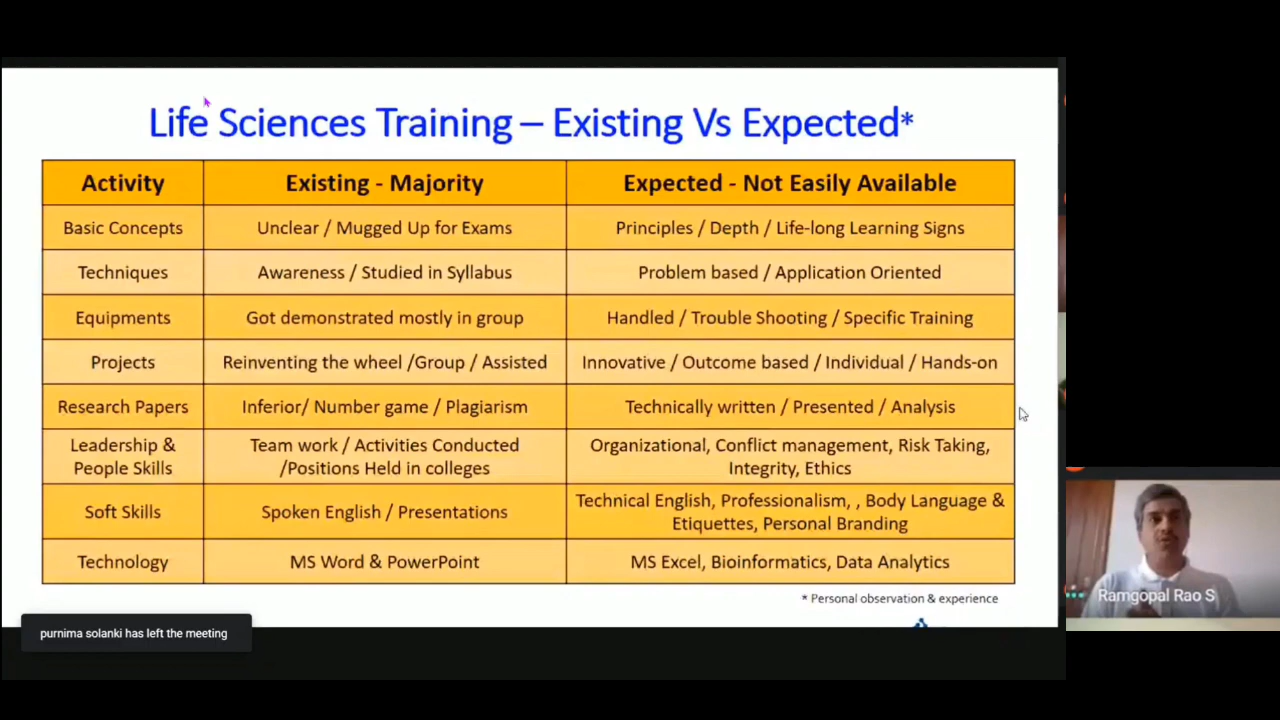 Life Sciences Training – Existing Vs Expected*
Activity
Existing - Majority
Expected - Not Easily Available
Basic Concepts
Unclear / Mugged Up for Exams
Principles / Depth / Life-long Learning Signs
Techniques
Awareness / Studied in Syllabus
Problem based / Application Oriented
Equipments
Got demonstrated mostly in group
Handled / Trouble Shooting / Specific Training
Projects
Reinventing the wheel /Group / Assisted
Innovative / Outcome based / Individual / Hands-on
Research Papers
Inferior/ Number game / Plagiarism
Technically written / Presented / Analysis
Leadership &
People Skills
Team work / Activities Conducted
/Positions Held in colleges
Organizational, Conflict management, Risk Taking,
Integrity, Ethics
Soft Skills
Spoken English / Presentations
Technical English, Professionalism, , Body Language &
Etiquettes, Personal Branding
Technology
MS Word & PowerPoint
MS Excel, Bioinformatics, Data Analytics
* Personal observation & experience
purnima solanki has left the meeting
Ramgopal Rao S